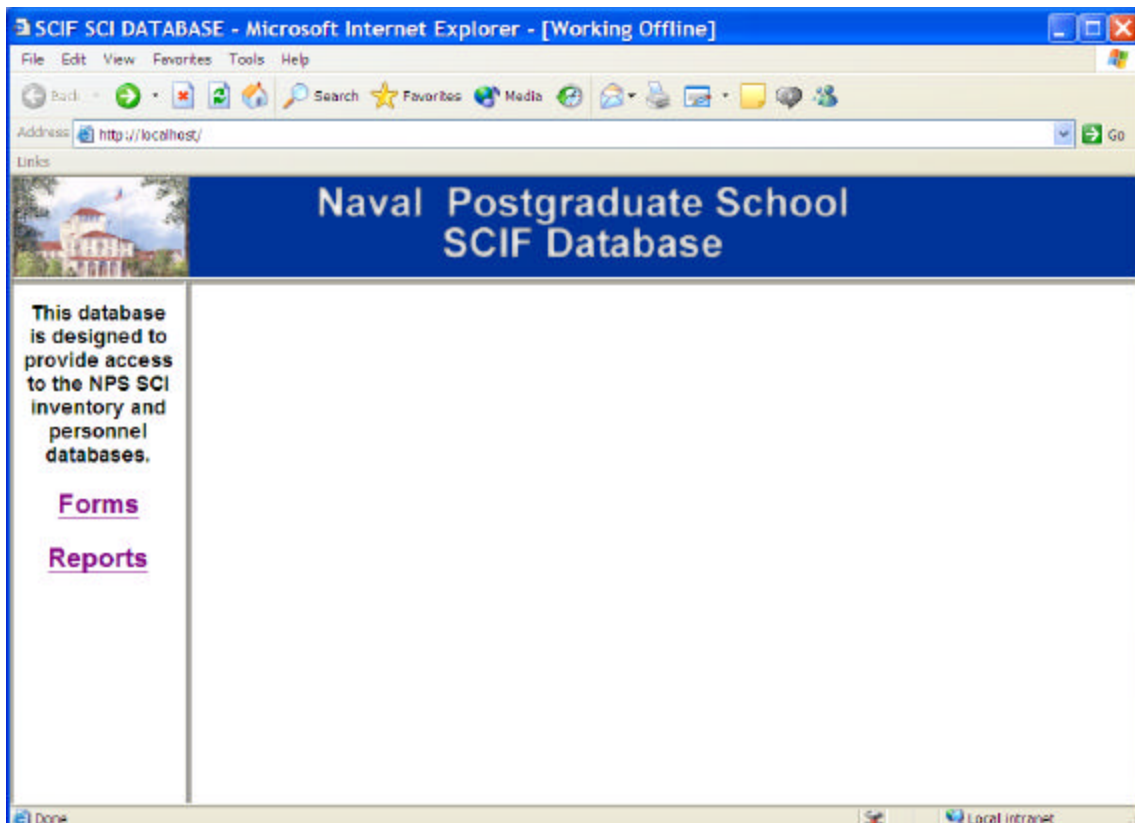 SCIF SCI DATABASE - Microsoft Internet Explorer - [Working Offline]
File Edit View Favorites Tools Help
Back Search Favorites Media
Address http://localhost/ Go
Links
Naval Postgraduate School
SCIF Database
This database
is designed to
provide access
to the NPS SCI
inventory and
personnel
databases.
Forms
Reports
Done Local intranet